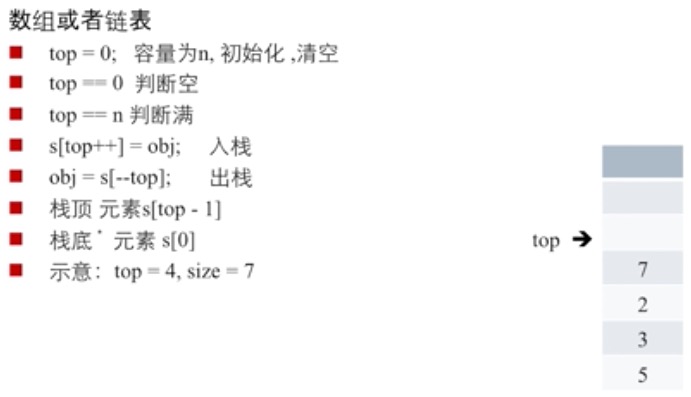 数组或者链表
top = 0; 容量为n, 初始化 ,清空
top == 0 判断空
top == n 判断满
s[top++] = obj; 入栈
obj = s[--top]; 出栈
栈顶 元素s[top - 1]
栈底 元素 s[0]
示意：top = 4, size = 7
top ➔
7
2
3
5